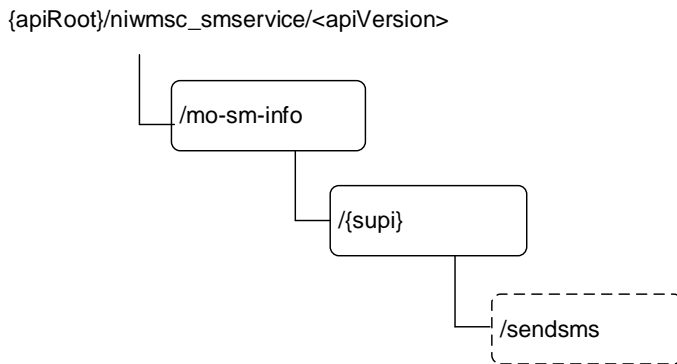 {apiRoot}/niwmsc_smservice/<apiVersion>
/mo-sm-info
/{supi}
/sendsms